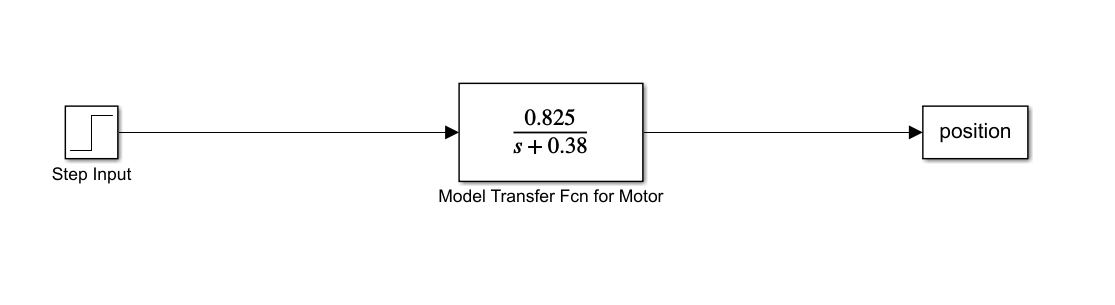 0.825
s + 0.38
position
Step Input
Model Transfer Fcn for Motor